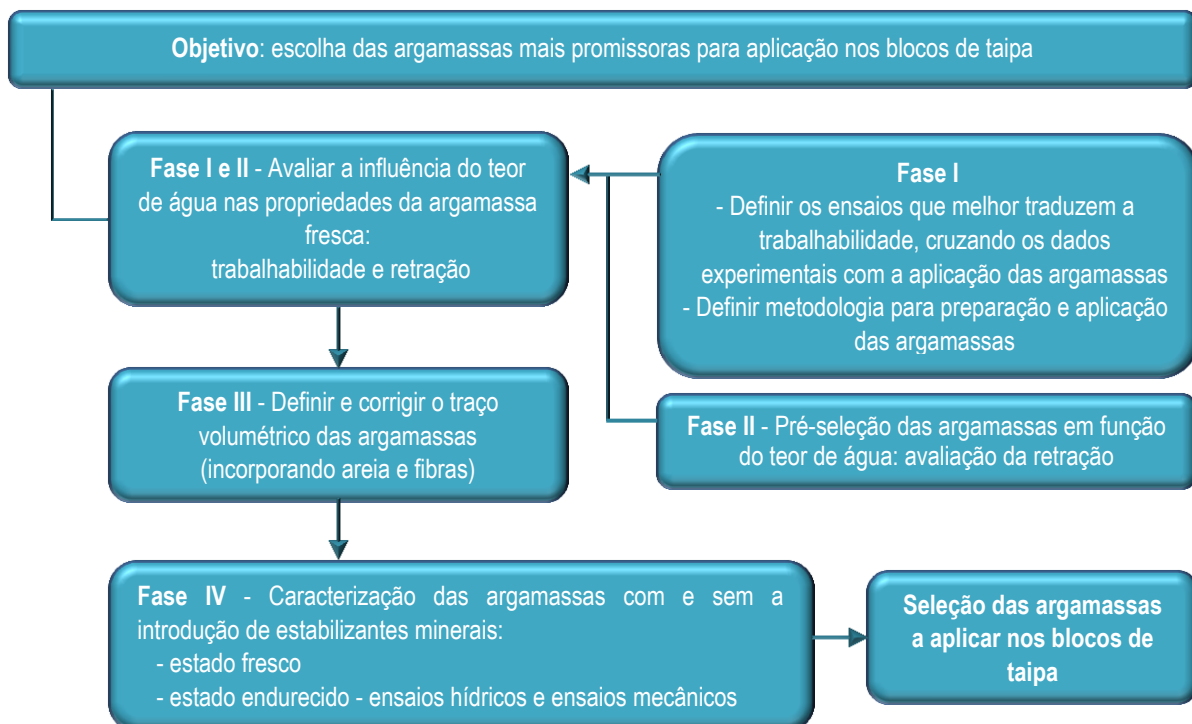 Objetivo: escolha das argamassas mais promissoras para aplicação nos blocos de taipa
Fase I e II - Avaliar a influência do teor
de água nas propriedades da argamassa
fresca:
trabalhabilidade e retração
Fase I
- Definir os ensaios que melhor traduzem a
trabalhabilidade, cruzando os dados
experimentais com a aplicação das argamassas
- Definir metodologia para preparação e aplicação
das argamassas
Fase II - Pré-seleção das argamassas em função
do teor de água: avaliação da retração
Fase III - Definir e corrigir o traço
volumétrico das argamassas
(incorporando areia e fibras)
Fase IV - Caracterização das argamassas com e sem a
introdução de estabilizantes minerais:
- estado fresco
- estado endurecido - ensaios hídricos e ensaios mecânicos
Seleção das argamassas
a aplicar nos blocos de
taipa